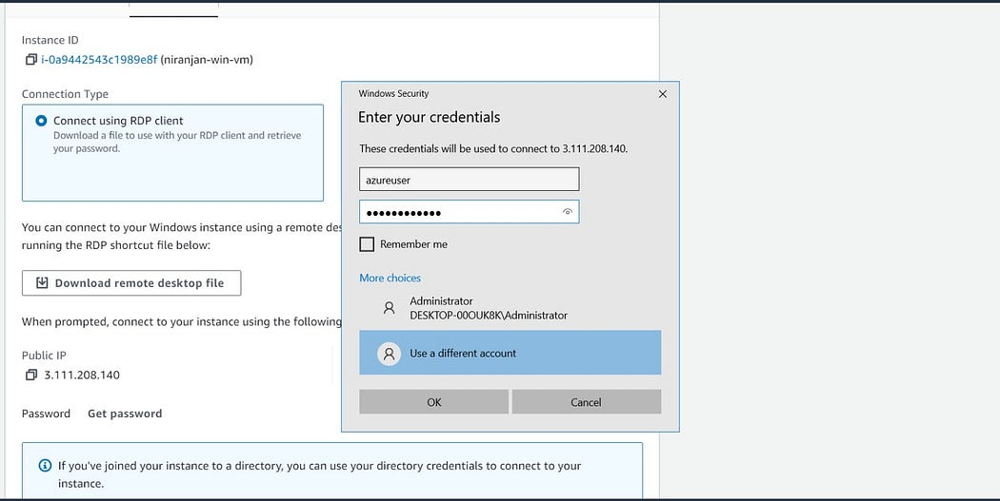 Instance ID
i-0a9442543c1989e8f (niranjan-win-vm)
Connection Type
Connect using RDP client
Download a file to use with your RDP client and retrieve
your password.
You can connect to your Windows instance using a remote des
running the RDP shortcut file below:
Download remote desktop file
When prompted, connect to your instance using the following
Public IP
3.111.208.140
Password Get password
If you've joined your instance to a directory, you can use your directory credentials to connect to your
instance.
Windows Security
Enter your credentials
These credentials will be used to connect to 3.111.208.140.
azureuser
••••••••••••
Remember me
More choices
Administrator
DESKTOP-00OUK8K\Administrator
Use a different account
OK Cancel